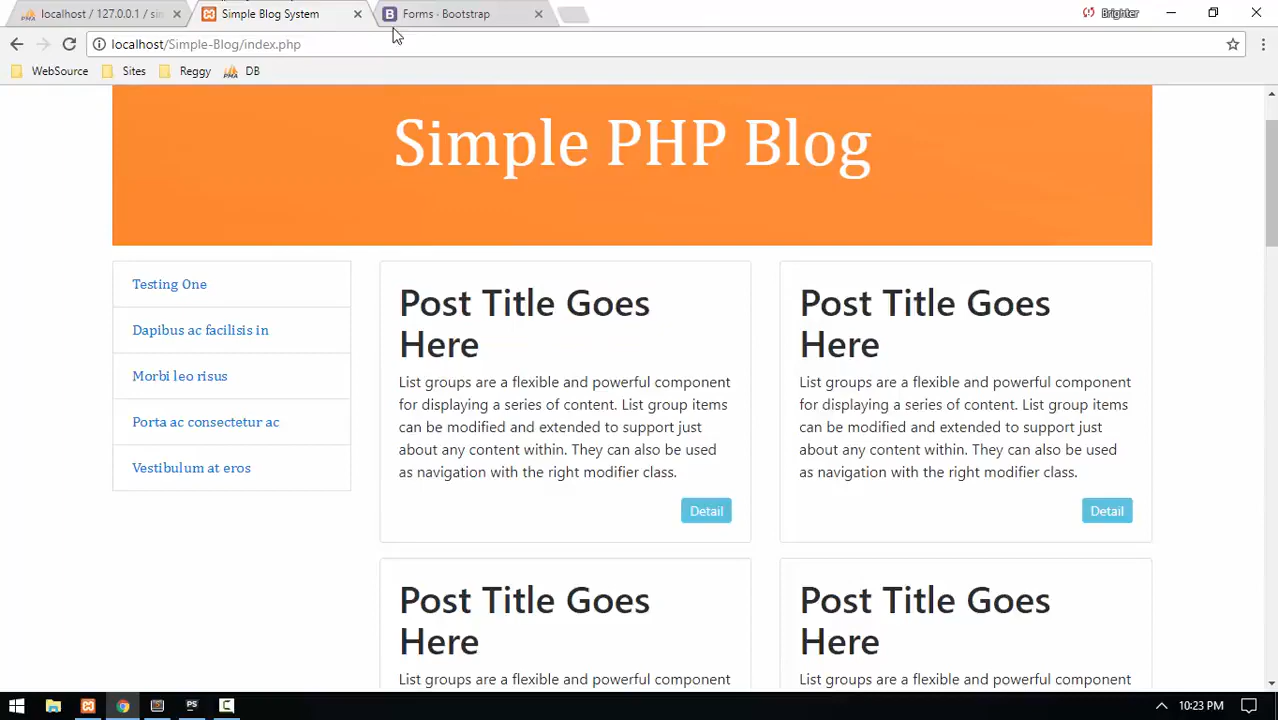 localhost / 127.0.0.1 / sim
Simple Blog System
Forms · Bootstrap
Brighter
localhost/Simple-Blog/index.php
WebSource
Sites
Reggy
DB
Simple PHP Blog
Testing One
Dapibus ac facilisis in
Morbi leo risus
Porta ac consectetur ac
Vestibulum at eros
Post Title Goes
Here
List groups are a flexible and powerful component
for displaying a series of content. List group items
can be modified and extended to support just
about any content within. They can also be used
as navigation with the right modifier class.
Detail
Post Title Goes
Here
List groups are a flexible and powerful component
for displaying a series of content. List group items
can be modified and extended to support just
about any content within. They can also be used
as navigation with the right modifier class.
Detail
Post Title Goes
Here
List groups are a flexible and powerful component
Post Title Goes
Here
List groups are a flexible and powerful component
10:23 PM